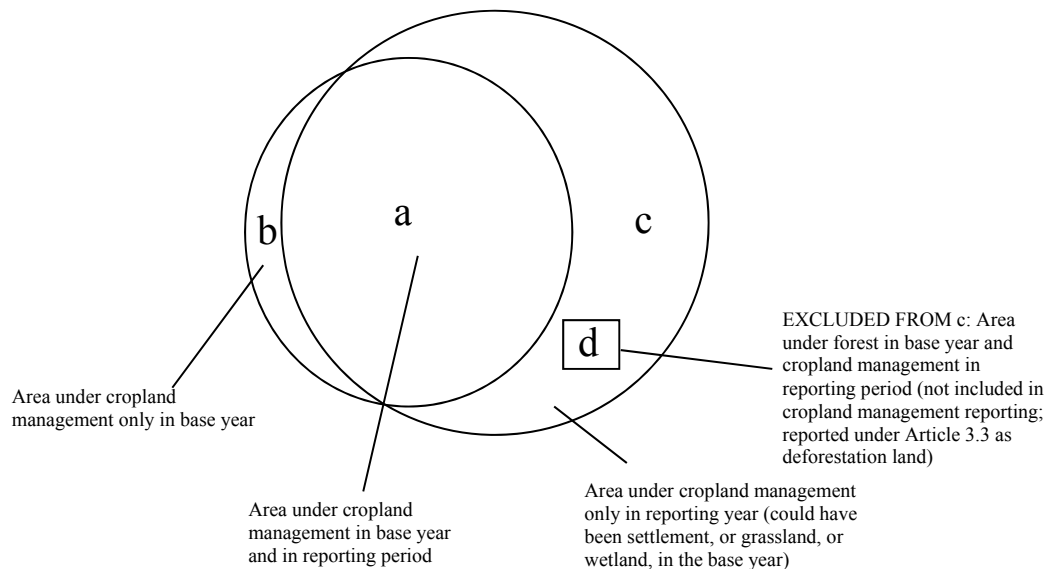 b
a
c
d
EXCLUDED FROM c: Area
under forest in base year and
cropland management in
reporting period (not included in
cropland management reporting;
reported under Article 3.3 as
deforestation land)
Area under cropland
management only in base year
Area under cropland
management in base year
and in reporting period
Area under cropland management
only in reporting year (could have
been settlement, or grassland, or
wetland, in the base year)